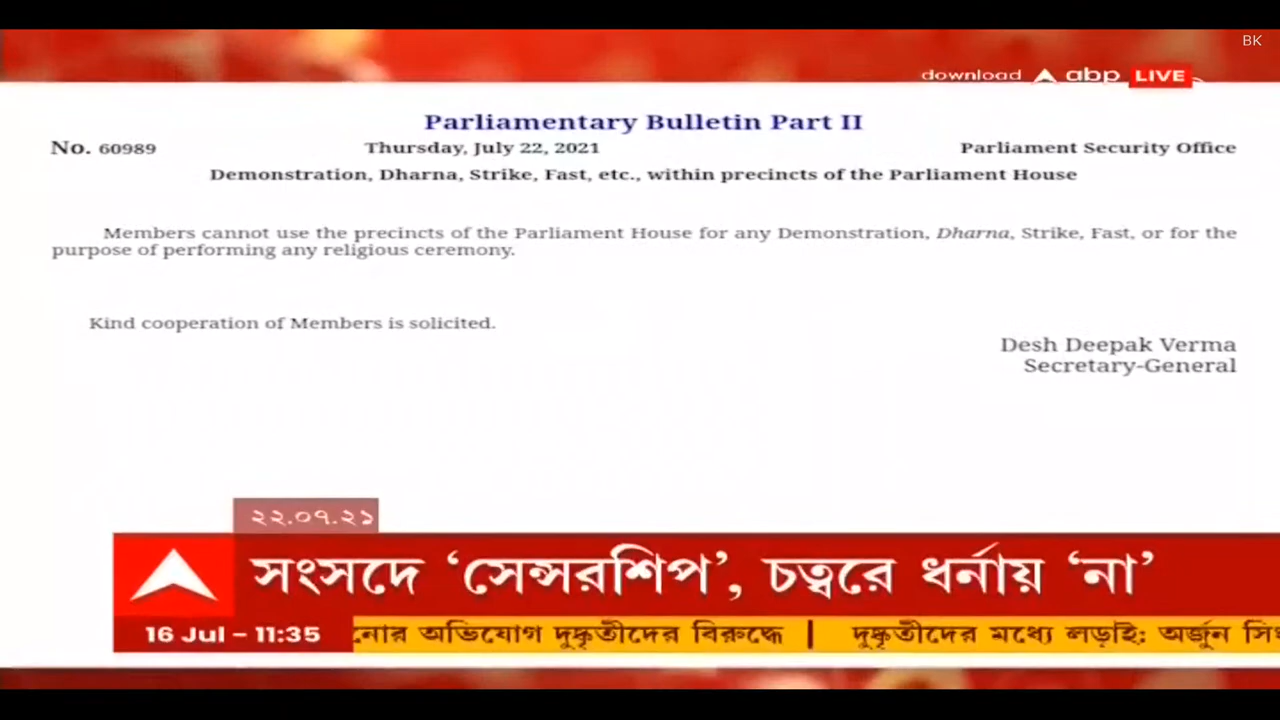 BK
download abp LIVE
Parliamentary Bulletin Part II
No. 60989 Thursday, July 22, 2021 Parliament Security Office
Demonstration, Dharna, Strike, Fast, etc., within precincts of the Parliament House
Members cannot use the precincts of the Parliament House for any Demonstration, Dharna, Strike, Fast, or for the
purpose of performing any religious ceremony.
Kind cooperation of Members is solicited.
Desh Deepak Verma
Secretary-General
২২.০৭.২১
সংসদে ‘সেন্সরশিপ’, চত্বরে ধর্নায় ‘না’
16 Jul – 11:35
নোর অভিযোগ দুষ্কৃতীদের বিরুদ্ধে | দুষ্কৃতীদের মধ্যে লড়াই: অর্জুন